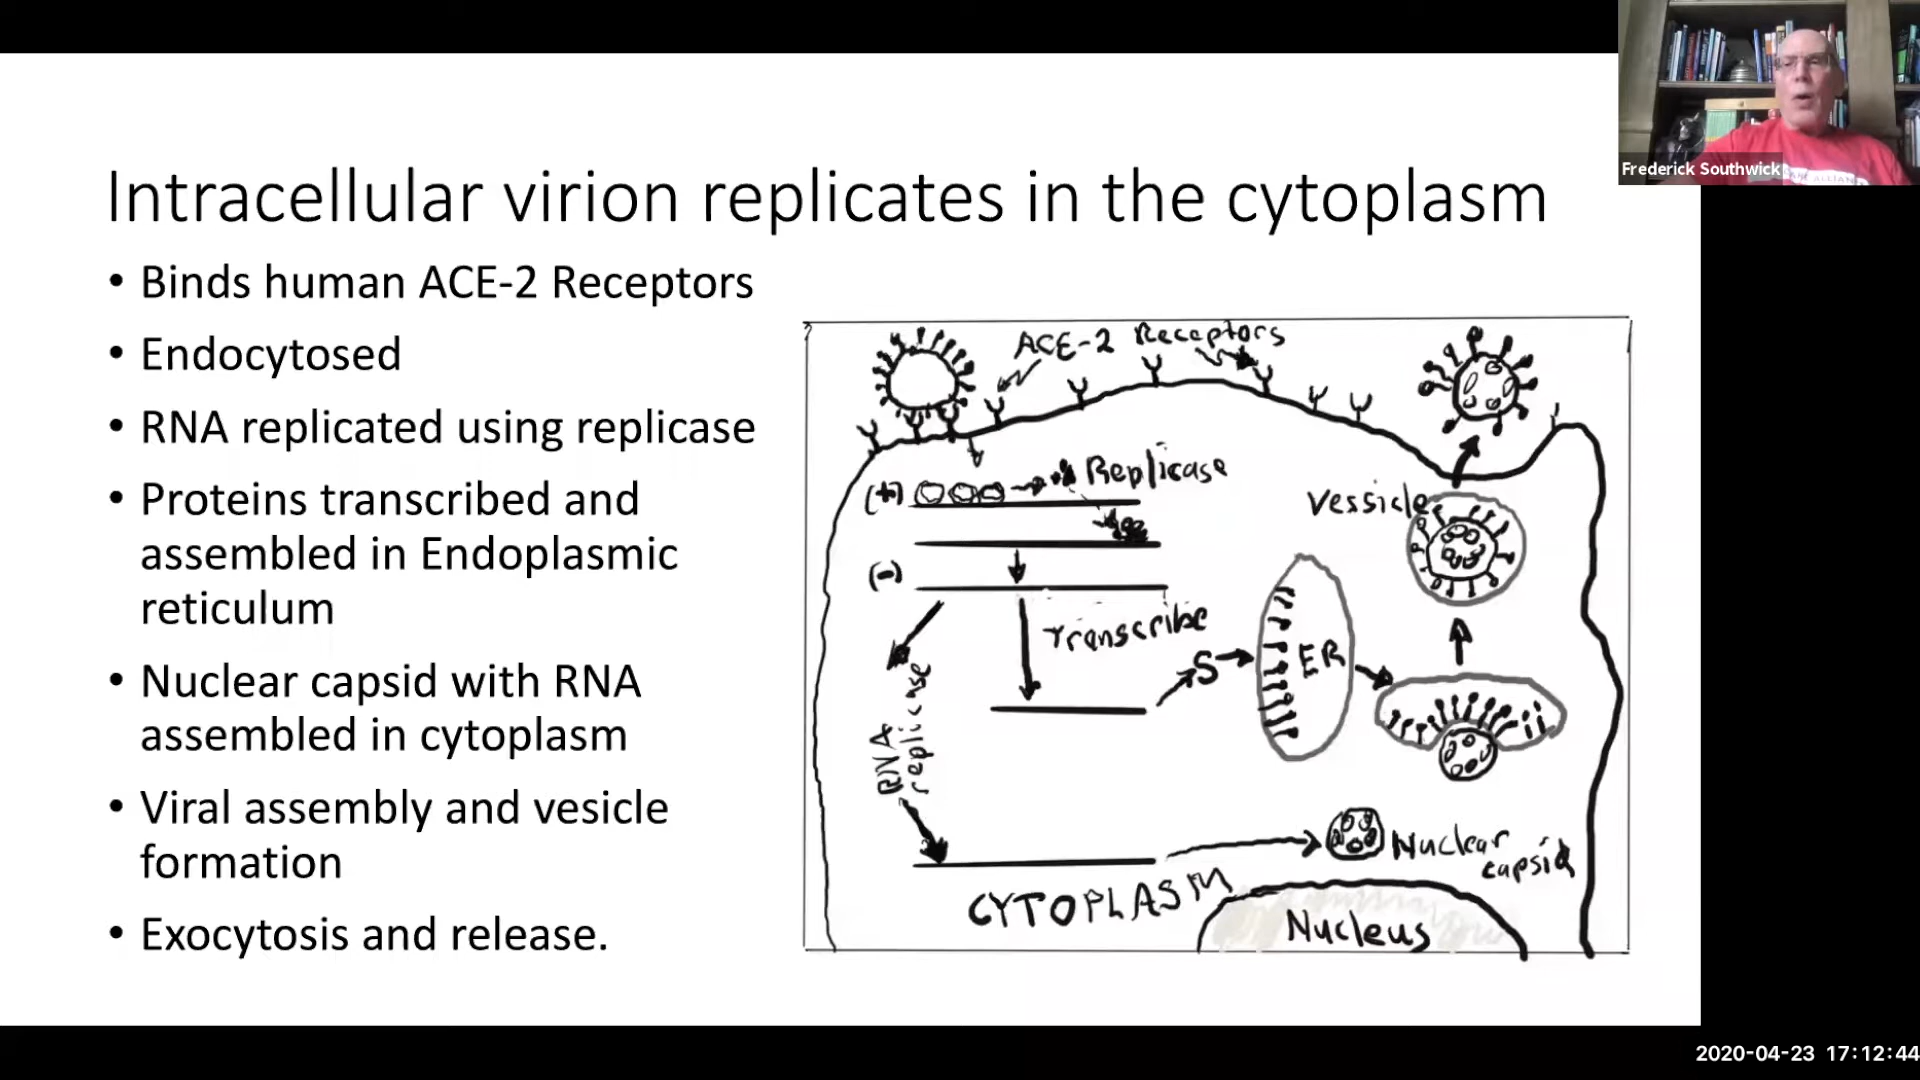 Frederick Southwick
Intracellular virion replicates in the cytoplasm
• Binds human ACE-2 Receptors
• Endocytosed
• RNA replicated using replicase
• Proteins transcribed and
assembled in Endoplasmic
reticulum
• Nuclear capsid with RNA
assembled in cytoplasm
• Viral assembly and vesicle
formation
• Exocytosis and release.
ACE-2 Receptors
(+)
Replicase
Vessicle
(-)
Transcribe
S
ER
RNA
replicase
Nuclear
capsid
CYTOPLASM
Nucleus
2020-04-23 17:12:44